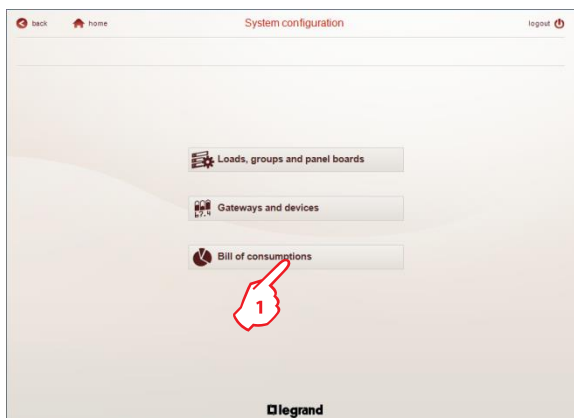 back home System configuration logout
Loads, groups and panel boards
Gateways and devices
Bill of consumptions
1
legrand